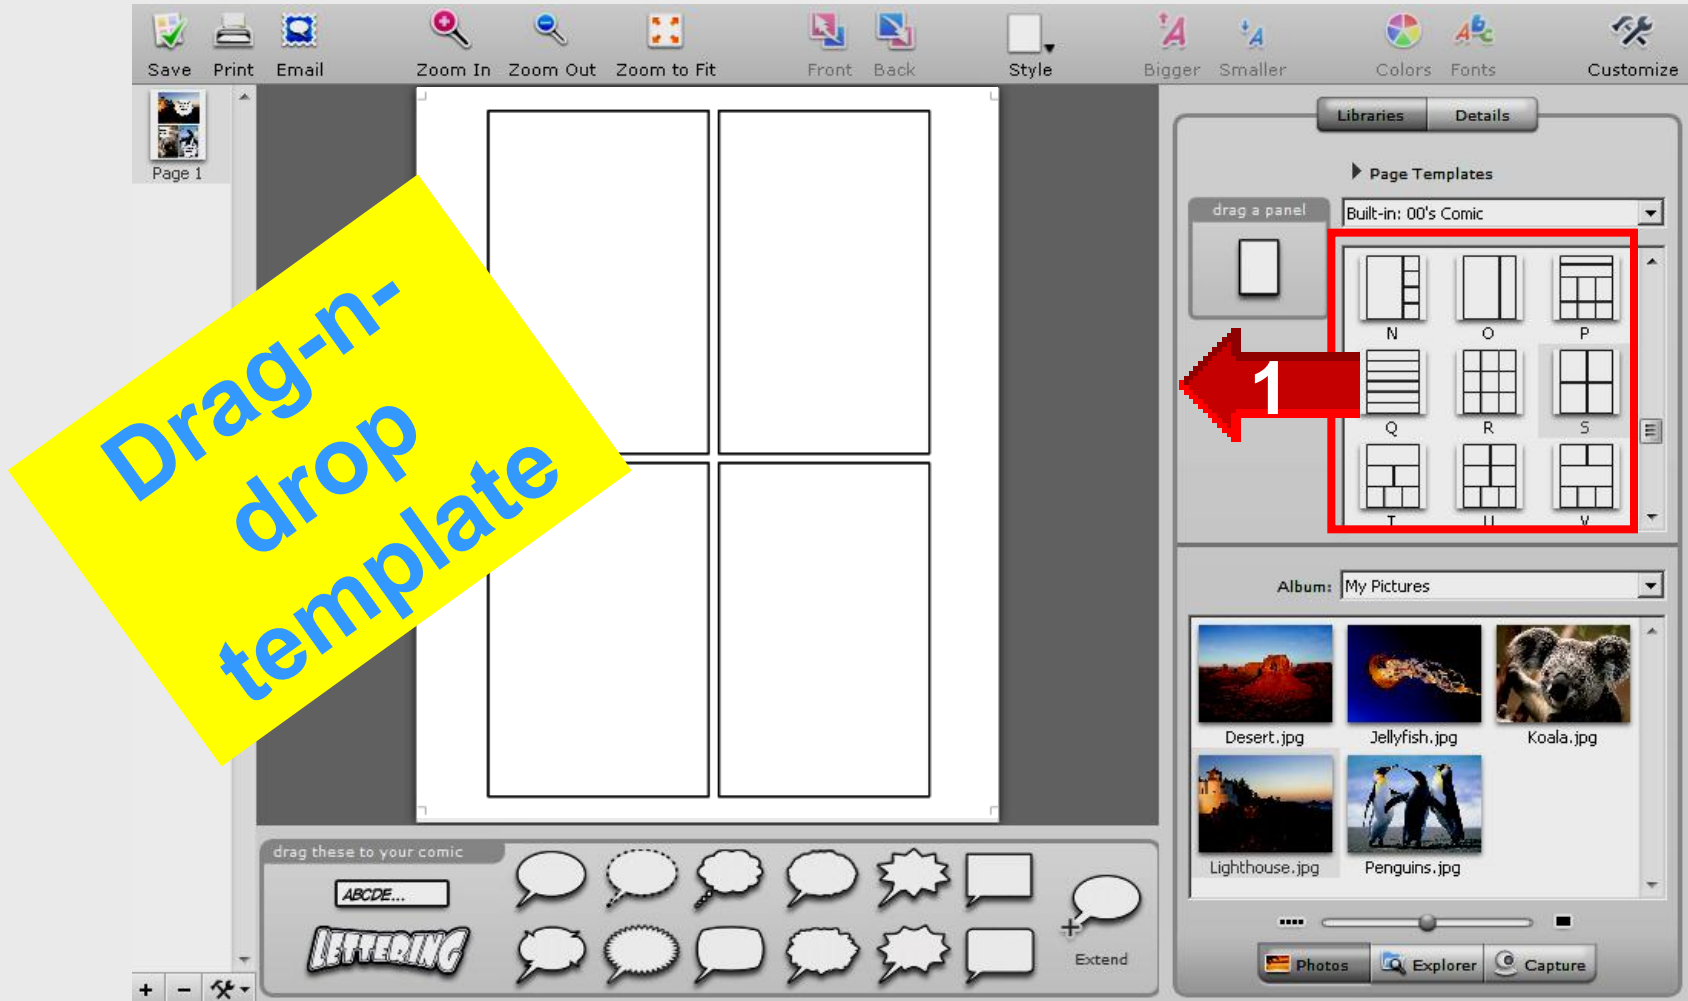 Save Print Email Zoom In Zoom Out Zoom to Fit Front Back Style Bigger Smaller Colors Fonts Customize
Page 1
Libraries Details
Page Templates
drag a panel
Built-in: 00's Comic
N O P
1
Q R S
T U V
Drag-n-
drop
template
Album: My Pictures
Desert.jpg Jellyfish.jpg Koala.jpg
Lighthouse.jpg Penguins.jpg
drag these to your comic
ABCDE...
LETTERING
Extend
Photos Explorer Capture